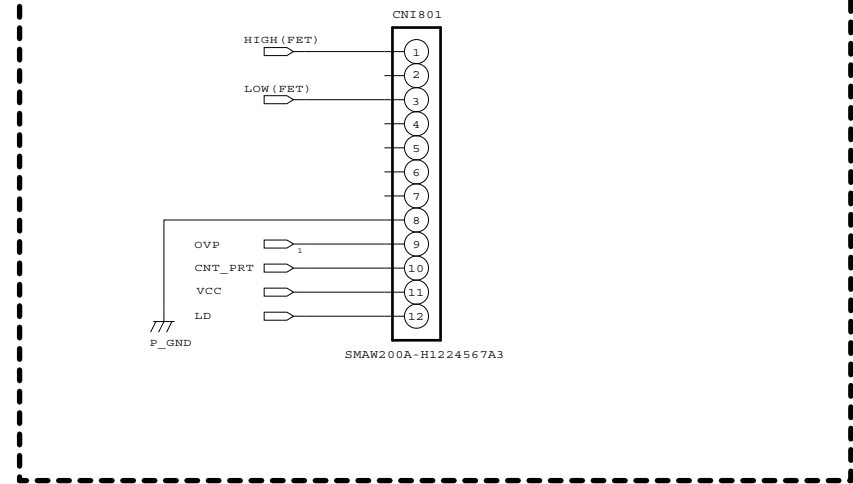 CNI801
HIGH(FET)
1
2
LOW(FET)
3
4
5
6
7
8
OVP
1
9
CNT_PRT
10
VCC
11
LD
12
P_GND
SMAW200A-H1224567A3